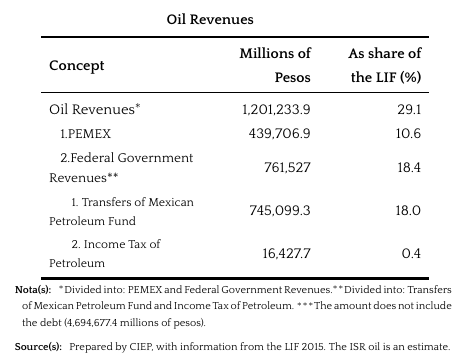 Oil Revenues
Concept Millions of Pesos As share of the LIF (%)
Oil Revenues* 1,201,233.9 29.1
1.PEMEX 439,706.9 10.6
2.Federal Government
Revenues** 761,527 18.4
1. Transfers of Mexican
Petroleum Fund 745,099.3 18.0
2. Income Tax of
Petroleum 16,427.7 0.4
Nota(s): *Divided into: PEMEX and Federal Government Revenues.**Divided into: Transfers
of Mexican Petroleum Fund and Income Tax of Petroleum. ***The amount does not include
the debt (4,694,677.4 millions of pesos).
Source(s): Prepared by CIEP, with information from the LIF 2015. The ISR oil is an estimate.